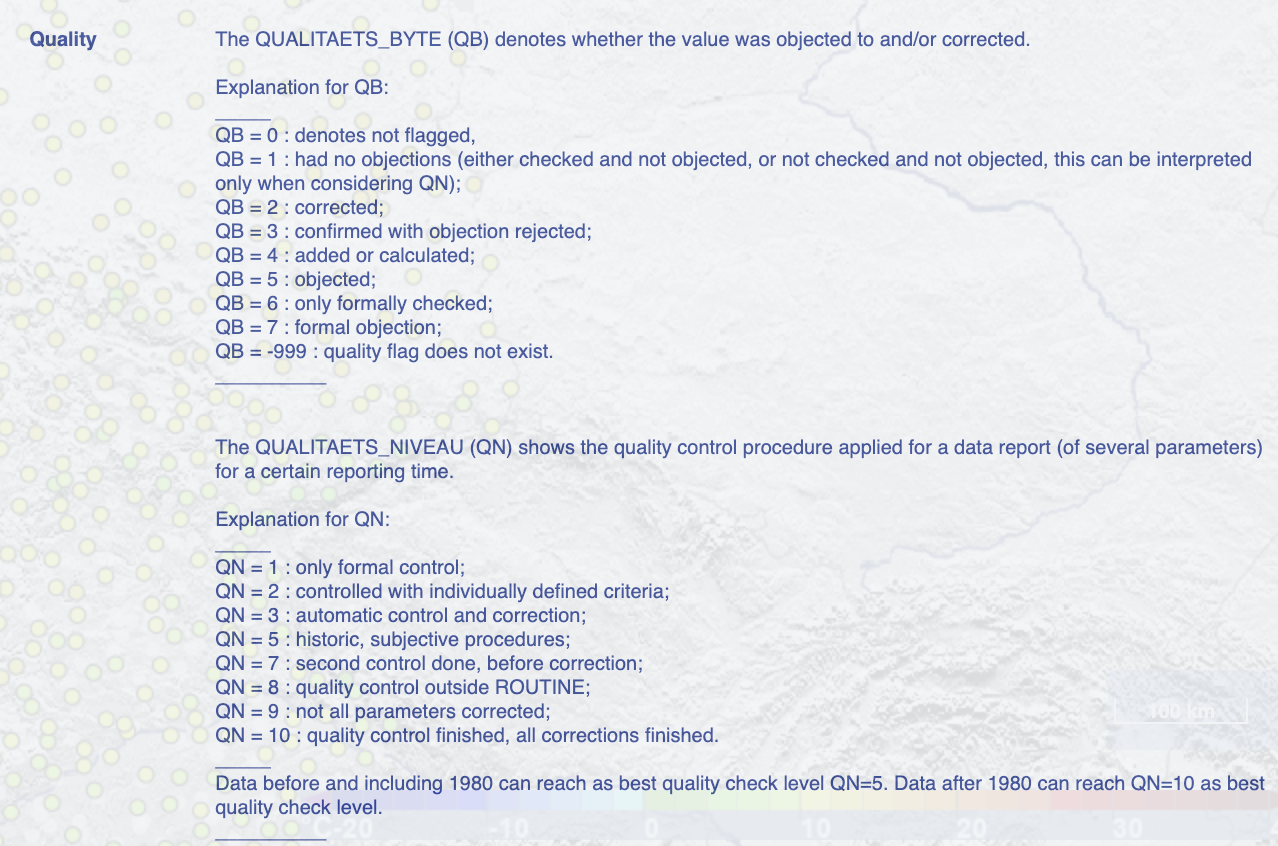 Quality
The QUALITAETS_BYTE (QB) denotes whether the value was objected to and/or corrected.
Explanation for QB:
_____
QB = 0 : denotes not flagged,
QB = 1 : had no objections (either checked and not objected, or not checked and not objected, this can be interpreted
only when considering QN);
QB = 2 : corrected;
QB = 3 : confirmed with objection rejected;
QB = 4 : added or calculated;
QB = 5 : objected;
QB = 6 : only formally checked;
QB = 7 : formal objection;
QB = -999 : quality flag does not exist.
__________
The QUALITAETS_NIVEAU (QN) shows the quality control procedure applied for a data report (of several parameters)
for a certain reporting time.
Explanation for QN:
_____
QN = 1 : only formal control;
QN = 2 : controlled with individually defined criteria;
QN = 3 : automatic control and correction;
QN = 5 : historic, subjective procedures;
QN = 7 : second control done, before correction;
QN = 8 : quality control outside ROUTINE;
QN = 9 : not all parameters corrected;
100 km
QN = 10 : quality control finished, all corrections finished.
_____
Data before and including 1980 can reach as best quality check level QN=5. Data after 1980 can reach QN=10 as best
quality check level.
C -20 -10 0 10 20 30
__________